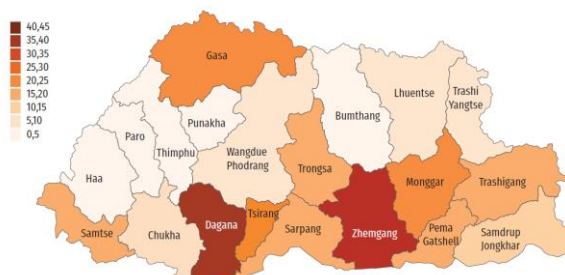 40,45
35,40
30,35
25,30
20,25
15,20
10,15
5,10
0,5
Gasa
Punakha
Paro
Thimphu
Haa
Wangdue
Phodrang
Bumthang
Lhuentse
Trashi
Yangtse
Trongsa
Monggar
Trashigang
Samtse
Chukha
Dagana
Tsirang
Sarpang
Zhemgang
Pema
Gatshell
Samdrup
Jongkhar